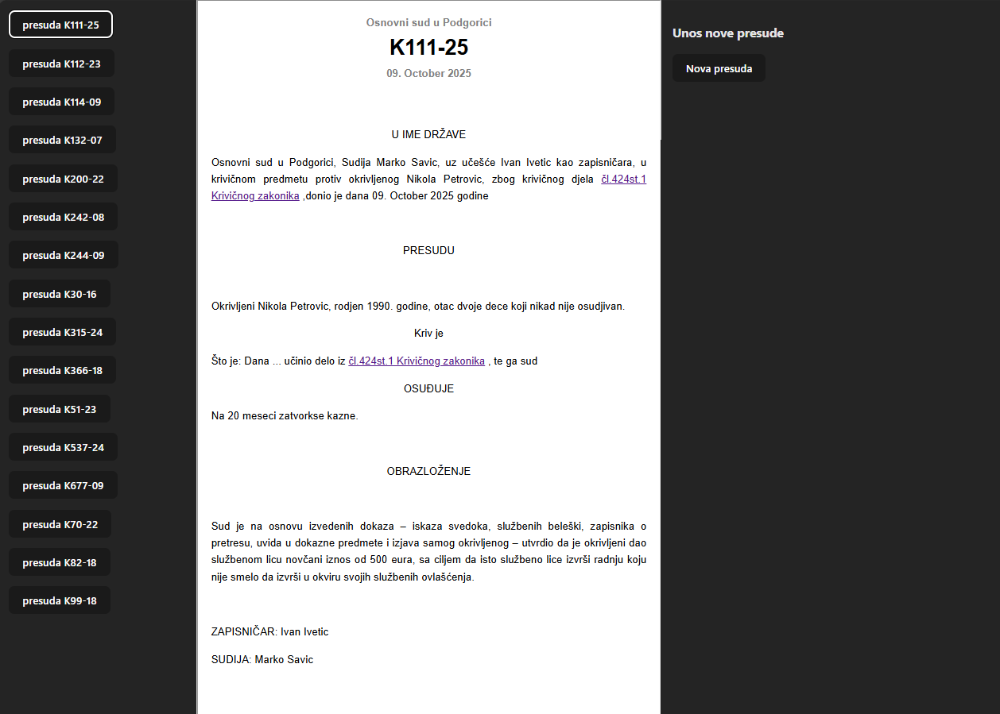 presuda K111-25
presuda K112-23
presuda K114-09
presuda K132-07
presuda K200-22
presuda K242-08
presuda K244-09
presuda K30-16
presuda K315-24
presuda K366-18
presuda K51-23
presuda K537-24
presuda K677-09
presuda K70-22
presuda K82-18
presuda K99-18
Osnovni sud u Podgorici
K111-25
09. October 2025
U IME DRŽAVE
Osnovni sud u Podgorici, Sudija Marko Savic, uz učešće Ivan Ivetic kao zapisničara, u
krivičnom predmetu protiv okrivljenog Nikola Petrovic, zbog krivičnog djela čl.424st.1
Krivičnog zakonika ,donio je dana 09. October 2025 godine
PRESUDU
Okrivljeni Nikola Petrovic, rodjen 1990. godine, otac dvoje dece koji nikad nije osudjivan.
Kriv je
Što je: Dana ... učinio delo iz čl.424st.1 Krivičnog zakonika , te ga sud
OSUĐUJE
Na 20 meseci zatvorkse kazne.
OBRAZLOŽENJE
Sud je na osnovu izvedenih dokaza – iskaza svedoka, službenih beleški, zapisnika o
pretresu, uvida u dokazne predmete i izjava samog okrivljenog – utvrdio da je okrivljeni dao
službenom licu novčani iznos od 500 eura, sa ciljem da isto službeno lice izvrši radnju koju
nije smelo da izvrši u okviru svojih službenih ovlašćenja.
ZAPISNIČAR: Ivan Ivetic
SUDIJA: Marko Savic
Unos nove presude
Nova presuda